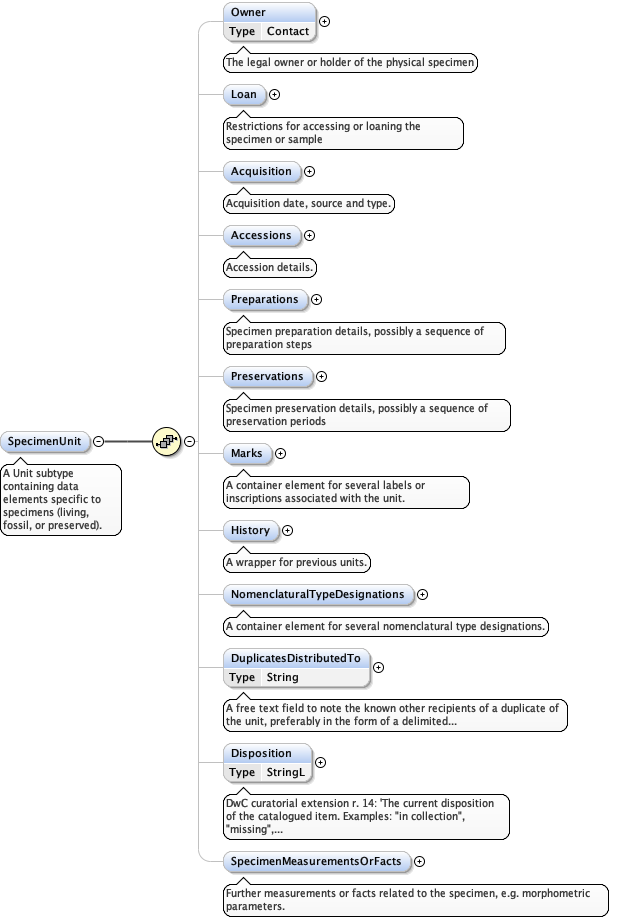 Owner
Type Contact
The legal owner or holder of the physical specimen
Loan
Restrictions for accessing or loaning the
specimen or sample
Acquisition
Acquisition date, source and type.
Accessions
Accession details.
Preparations
Specimen preparation details, possibly a sequence of
preparation steps
Preservations
Specimen preservation details, possibly a sequence of
preservation periods
SpecimenUnit
A Unit subtype
containing data
elements specific to
specimens (living,
fossil, or preserved).
Marks
A container element for several labels or
inscriptions associated with the unit.
History
A wrapper for previous units.
NomenclaturalTypeDesignations
A container element for several nomenclatural type designations.
DuplicatesDistributedTo
Type String
A free text field to note the known other recipients of a duplicate of
the unit, preferably in the form of a delimited...
Disposition
Type StringL
DwC curatorial extension r. 14: 'The current disposition
of the catalogued item. Examples: "in collection",
"missing",...
SpecimenMeasurementsOrFacts
Further measurements or facts related to the specimen, e.g. morphometric
parameters.